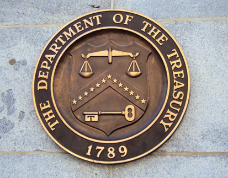 THE DEPARTMENT OF THE TREASURY
1789